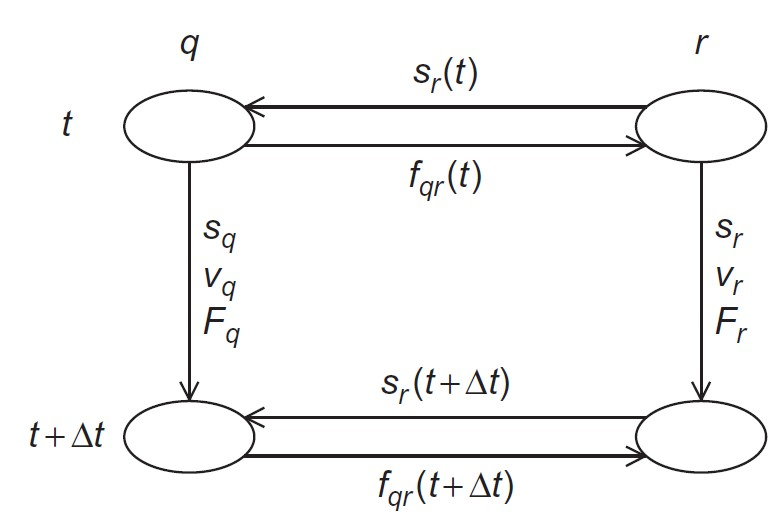 q
r
t
s_r(t)
f_qr(t)
s_q
v_q
F_q
s_r
v_r
F_r
t+Δt
s_r(t+Δt)
f_qr(t+Δt)